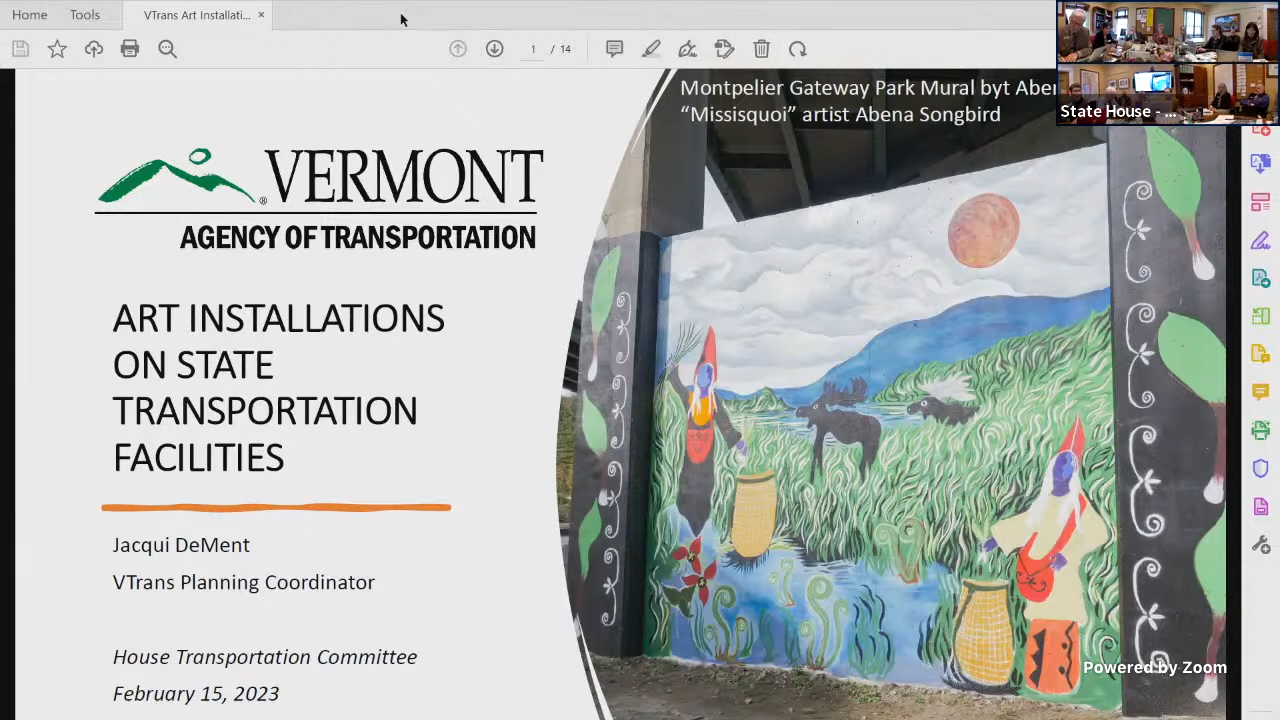 Home
Tools
VTrans Art Installati...
1 / 14
Montpelier Gateway Park Mural byt Aben
"Missisquoi" artist Abena Songbird
State House - ...
® VERMONT
AGENCY OF TRANSPORTATION
ART INSTALLATIONS
ON STATE
TRANSPORTATION
FACILITIES
Jacqui DeMent
VTrans Planning Coordinator
House Transportation Committee
February 15, 2023
Powered by Zoom